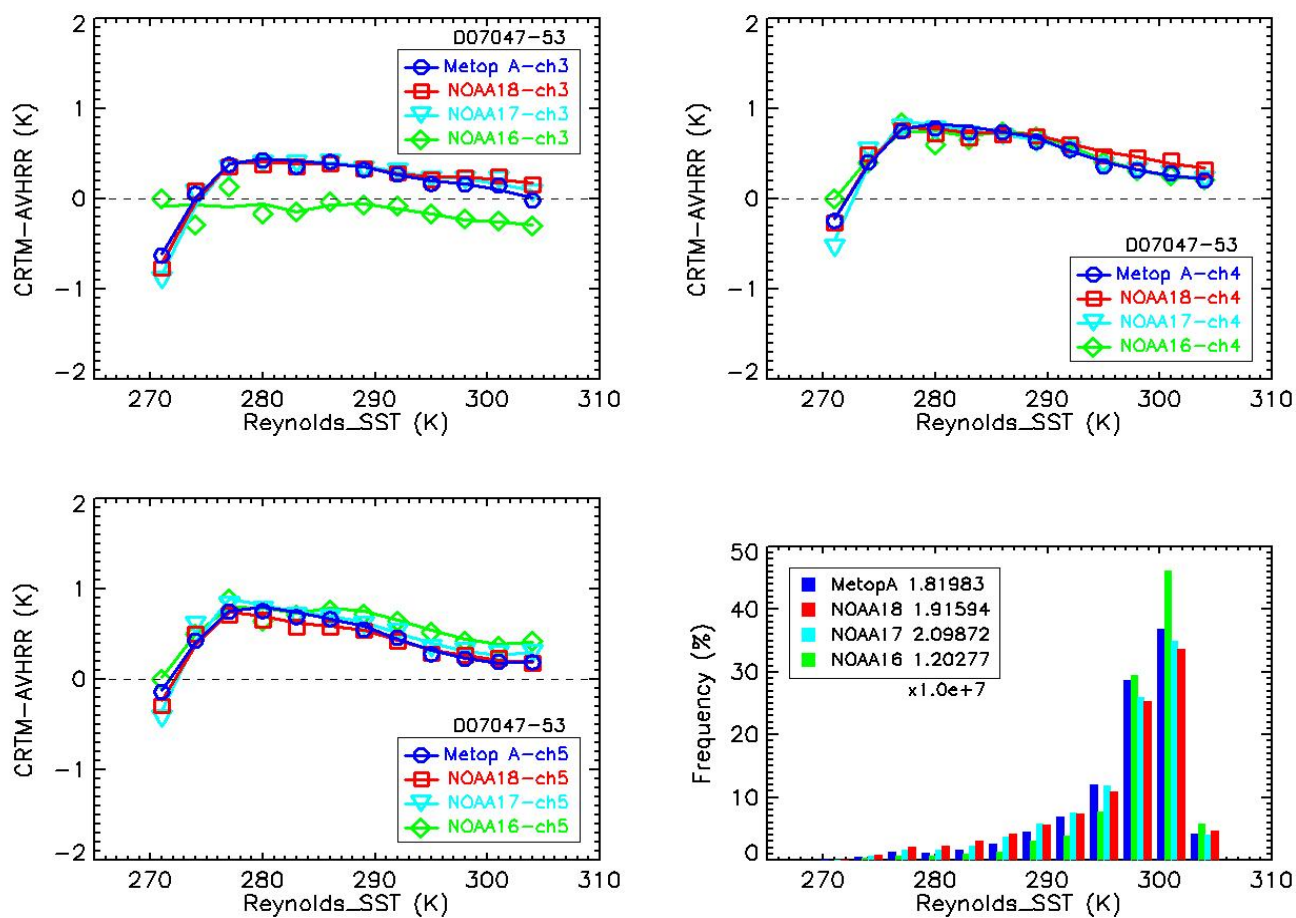 D07047-53
Metop A-ch3
NOAA18-ch3
NOAA17-ch3
NOAA16-ch3
2
1
0
-1
-2
CRTM-AVHRR (K)
270 280 290 300 310
Reynolds_SST (K)
2
1
0
-1
-2
CRTM-AVHRR (K)
D07047-53
Metop A-ch4
NOAA18-ch4
NOAA17-ch4
NOAA16-ch4
270 280 290 300 310
Reynolds_SST (K)
2
1
0
-1
-2
CRTM-AVHRR (K)
D07047-53
Metop A-ch5
NOAA18-ch5
NOAA17-ch5
NOAA16-ch5
270 280 290 300 310
Reynolds_SST (K)
50
40
30
20
10
0
Frequency (%)
MetopA 1.81983
NOAA18 1.91594
NOAA17 2.09872
NOAA16 1.20277
x1.0e+7
270 280 290 300 310
Reynolds_SST (K)